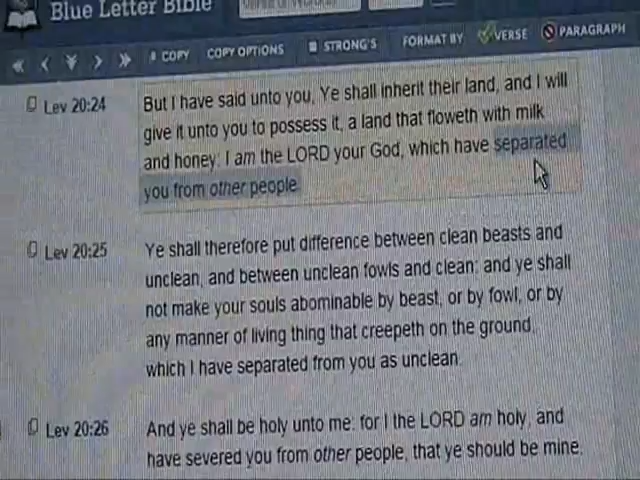 Blue Letter Bible
COPY COPY OPTIONS STRONG'S FORMAT BY VERSE PARAGRAPH
Lev 20:24 But I have said unto you, Ye shall inherit their land, and I will
give it unto you to possess it, a land that floweth with milk
and honey: I am the LORD your God, which have separated
you from other people.
Lev 20:25 Ye shall therefore put difference between clean beasts and
unclean, and between unclean fowls and clean: and ye shall
not make your souls abominable by beast, or by fowl, or by
any manner of living thing that creepeth on the ground,
which I have separated from you as unclean.
Lev 20:26 And ye shall be holy unto me: for I the LORD am holy, and
have severed you from other people, that ye should be mine.